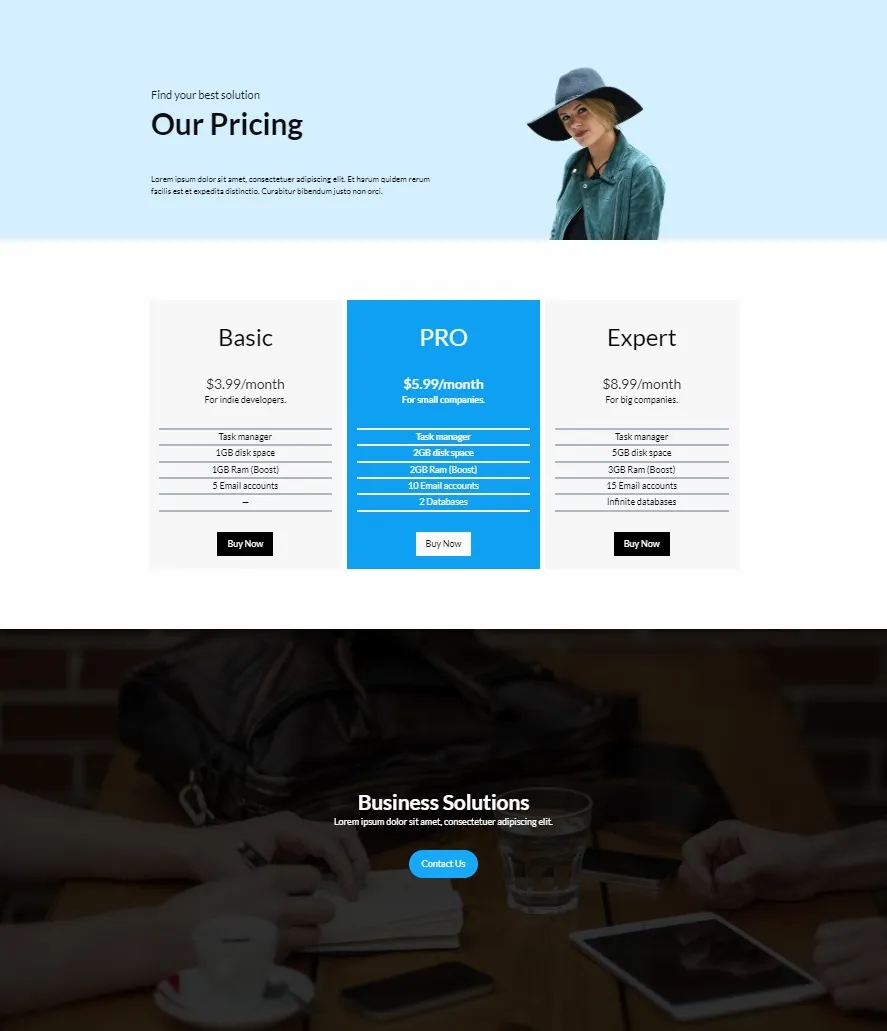 Find your best solution
Our Pricing
Lorem ipsum dolor sit amet, consectetuer adipiscing elit. Et harum quidem rerum
facilis est et expedita distinctio. Curabitur bibendum justo non orci.
Basic
$3.99/month
For indie developers.
Task manager
1GB disk space
1GB Ram (Boost)
5 Email accounts
—
Buy Now
PRO
$5.99/month
For small companies.
Task manager
2GB disk space
2GB Ram (Boost)
10 Email accounts
2 Databases
Buy Now
Expert
$8.99/month
For big companies.
Task manager
5GB disk space
3GB Ram (Boost)
15 Email accounts
Infinite databases
Buy Now
Business Solutions
Lorem ipsum dolor sit amet, consectetuer adipiscing elit.
Contact Us